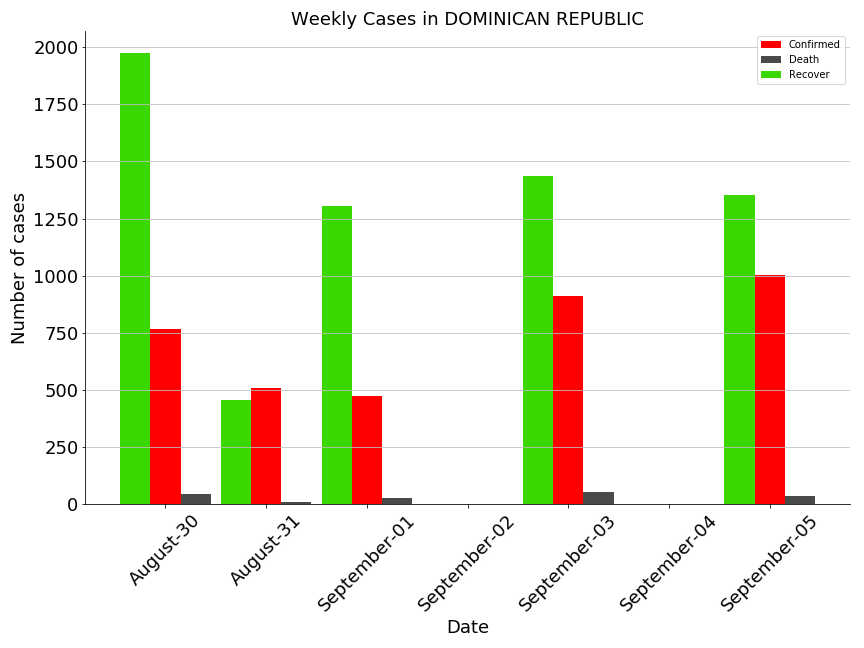 Weekly Cases in DOMINICAN REPUBLIC
Confirmed
Death
Recover
Number of cases
2000
1750
1500
1250
1000
750
500
250
0
August-30
August-31
September-01
September-02
September-03
September-04
September-05
Date